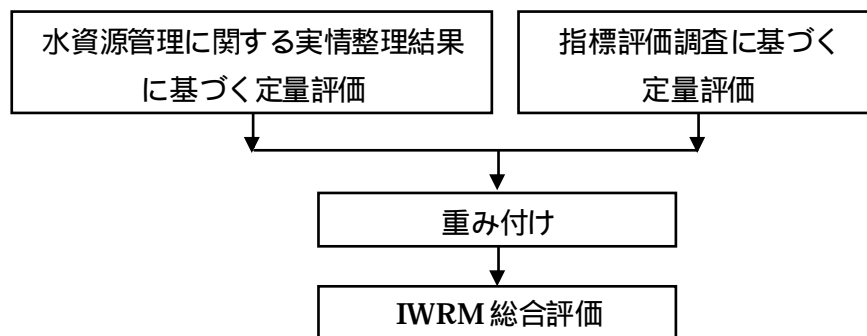 水資源管理に関する実情整理結果
に基づく定量評価
指標評価調査に基づく
定量評価
重み付け
IWRM 総合評価